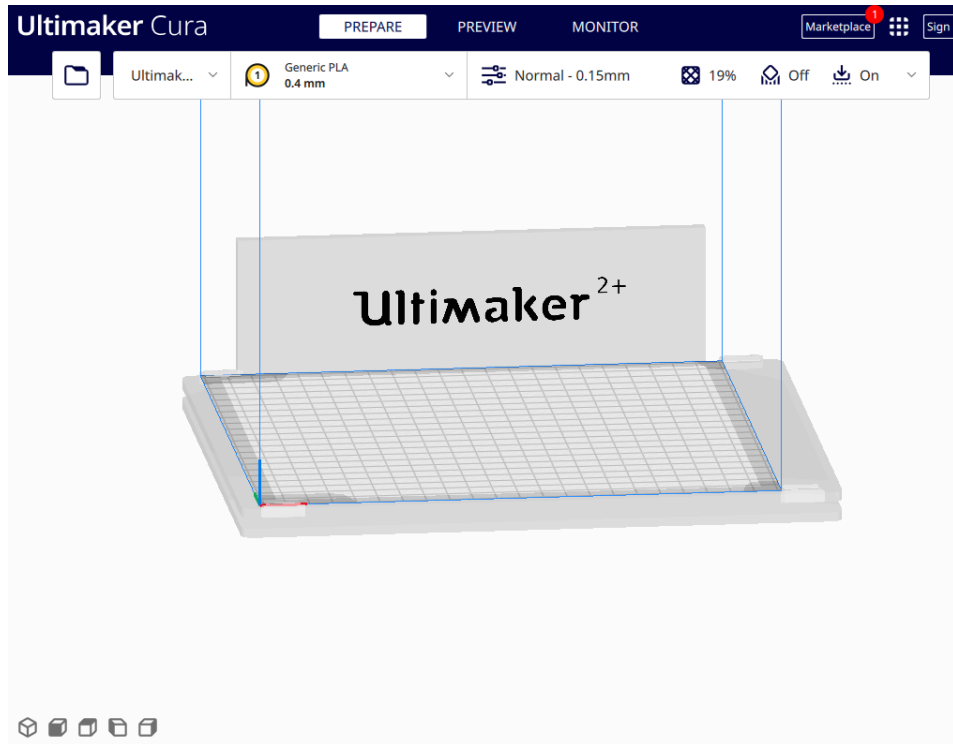 Ultimaker Cura
PREPARE
PREVIEW
MONITOR
Marketplace
1
Sign
Ultimak...
1
Generic PLA
0.4 mm
Normal - 0.15mm
19%
Off
On
Ultimaker 2+